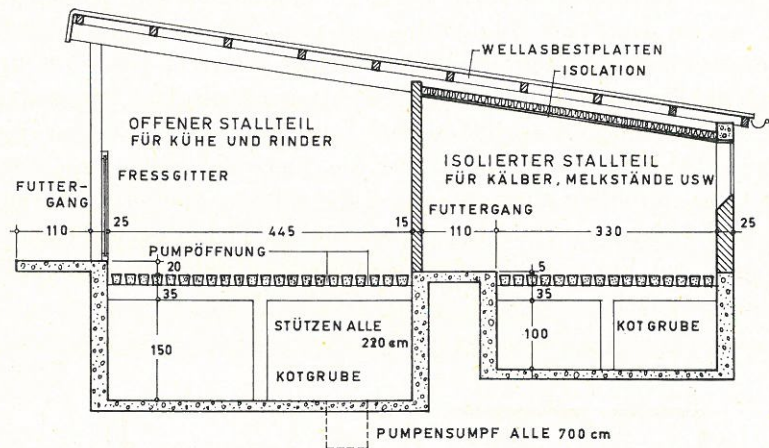 WELLASBESTPLATTEN
ISOLATION
OFFENER STALLTEIL
FÜR KÜHE UND RINDER
ISOLIERTER STALLTEIL
FÜR KÄLBER, MELKSTÄNDE USW
FRESSGITTER
FUTTER-
GANG
FUTTERGANG
110
25
445
15
110
330
25
PUMPÖFFNUNG
20
5
35
35
STÜTZEN ALLE
220 cm
150
100
KOTGRUBE
KOTGRUBE
PUMPENSUMPF ALLE 700 cm